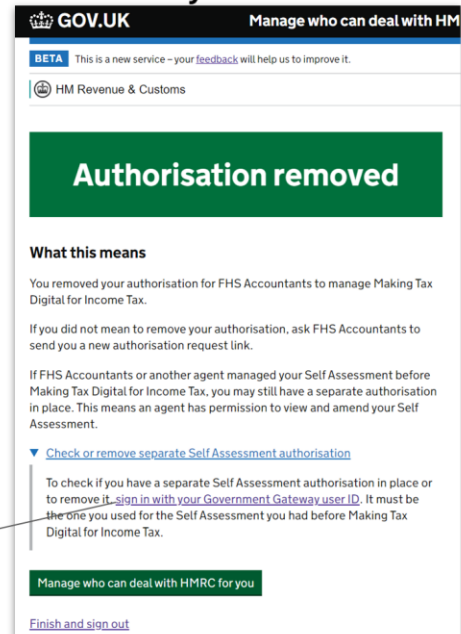 GOV.UK Manage who can deal with HM
BETA This is a new service – your feedback will help us to improve it.
HM Revenue & Customs
Authorisation removed
What this means
You removed your authorisation for FHS Accountants to manage Making Tax
Digital for Income Tax.
If you did not mean to remove your authorisation, ask FHS Accountants to
send you a new authorisation request link.
If FHS Accountants or another agent managed your Self Assessment before
Making Tax Digital for Income Tax, you may still have a separate authorisation
in place. This means an agent has permission to view and amend your Self
Assessment.
▼ Check or remove separate Self Assessment authorisation
To check if you have a separate Self Assessment authorisation in place or
to remove it, sign in with your Government Gateway user ID. It must be
the one you used for the Self Assessment you had before Making Tax
Digital for Income Tax.
Manage who can deal with HMRC for you
Finish and sign out